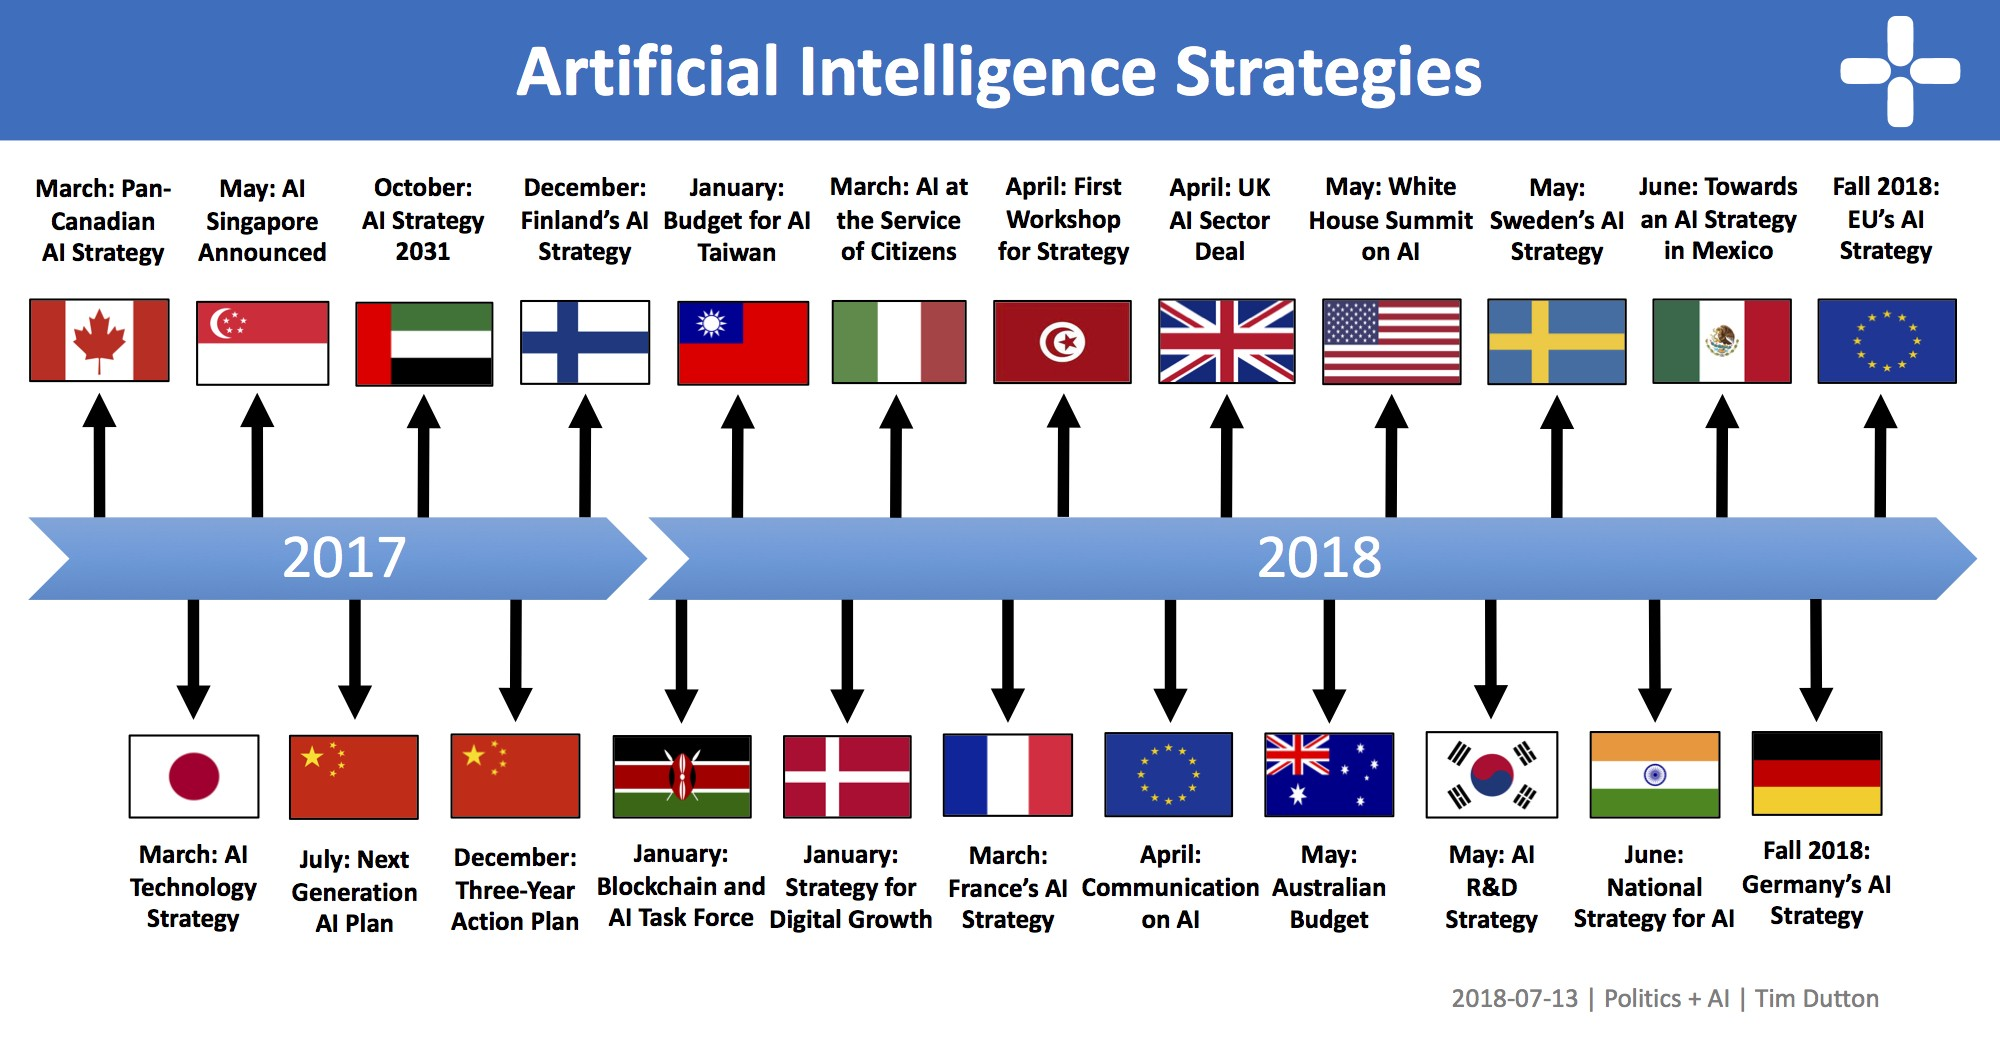 Artificial Intelligence Strategies
March: Pan-
Canadian
AI Strategy
May: AI
Singapore
Announced
October:
AI Strategy
2031
December:
Finland's AI
Strategy
January:
Budget for AI
Taiwan
March: AI at
the Service
of Citizens
April: First
Workshop
for Strategy
April: UK
AI Sector
Deal
May: White
House Summit
on AI
May:
Sweden's AI
Strategy
June: Towards
an AI Strategy
in Mexico
Fall 2018:
EU's AI
Strategy
2017
2018
March: AI
Technology
Strategy
July: Next
Generation
AI Plan
December:
Three-Year
Action Plan
January:
Blockchain and
AI Task Force
January:
Strategy for
Digital Growth
March:
France's AI
Strategy
April:
Communication
on AI
May:
Australian
Budget
May: AI
R&D
Strategy
June:
National
Strategy for AI
Fall 2018:
Germany's AI
Strategy
2018-07-13 | Politics + AI | Tim Dutton